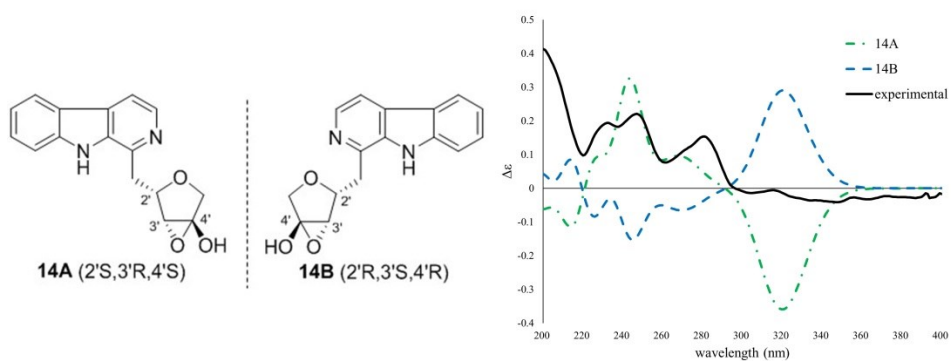 N
N
H
O
2'
3'
4'
O
OH
14A (2'S,3'R,4'S)
N
N
H
O
2'
4'
3'
HO
O
14B (2'R,3'S,4'R)
0.5
0.4
0.3
0.2
0.1
0
-0.1
-0.2
-0.3
-0.4
Δε
200 220 240 260 280 300 320 340 360 380 400
wavelength (nm)
14A
14B
experimental